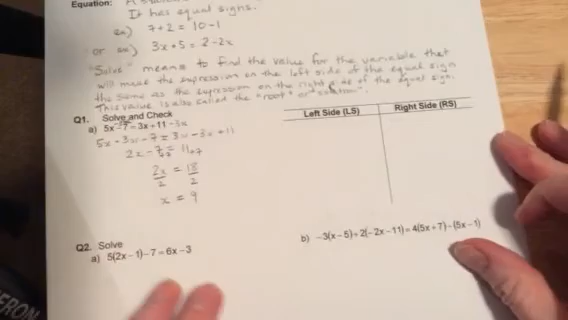 Equation: A
It has equal signs.
ex) 7+2 = 10-1
or ex) 3x+5 = 2-2x
"Solve" means to find the value for the variable that
will make the expression on the left side of the equal sign
the same as the expression on the right side of the equal sign.
This value is also called the "root" or
Q1. Solve and Check
a) 5x-7=3x+11-3x
5x-3x-7=3x-3x+11
2x-7=11+7
2x/2 = 18/2
x = 9
Left Side (LS) Right Side (RS)
Q2. Solve
a) 5(2x-1)-7=6x-3
b) -3(x-5)+2(-2x-11)=4(5x+7)-(5x-1)
ERON